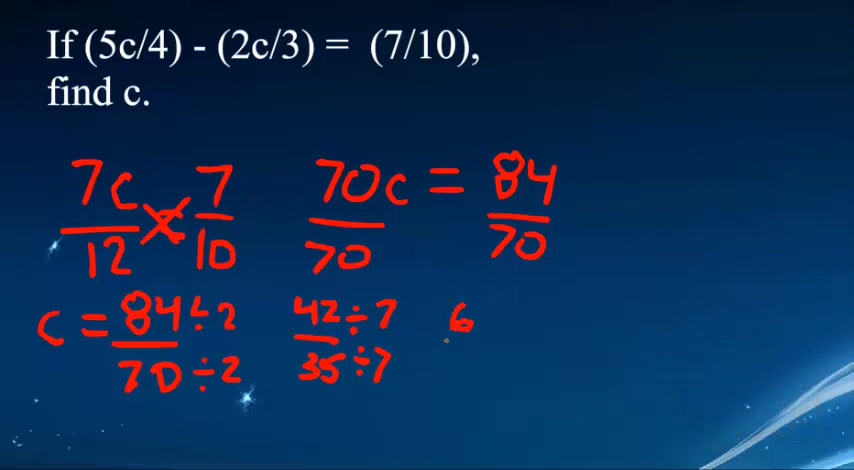 If (5c/4) - (2c/3) = (7/10),
find c.
7c/12 × 7/10 70c/70 = 84/70
c = 84÷2/70÷2 42÷7/35÷7 6